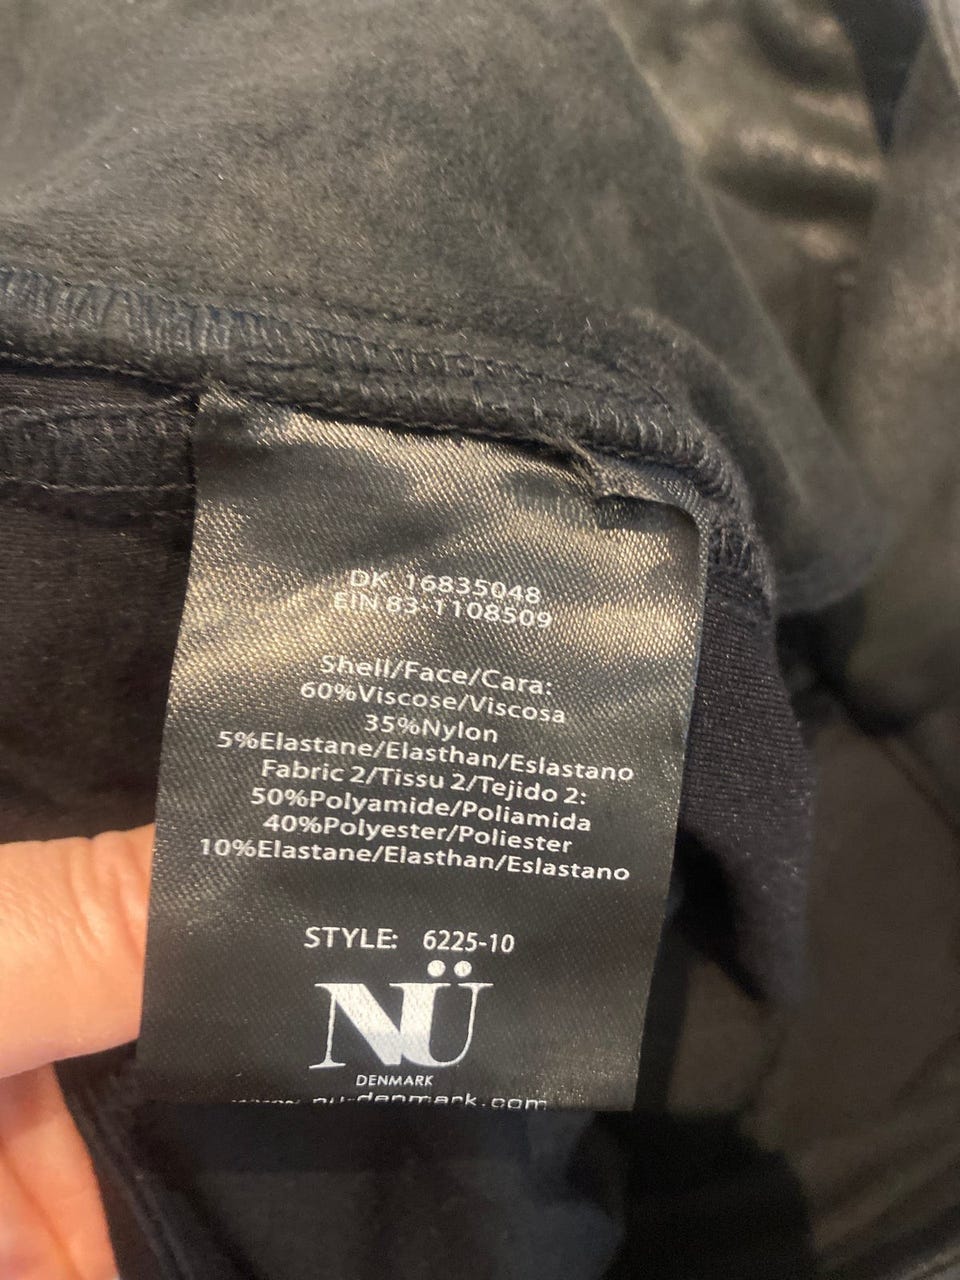 DK 16835048
EIN 83-1108509
Shell/Face/Cara:
60%Viscose/Viscosa
35%Nylon
5%Elastane/Elasthan/Eslastano
Fabric 2/Tissu 2/Tejido 2:
50%Polyamide/Poliamida
40%Polyester/Poliester
10%Elastane/Elasthan/Eslastano
STYLE: 6225-10
NÜ
DENMARK
www.nu-denmark.com